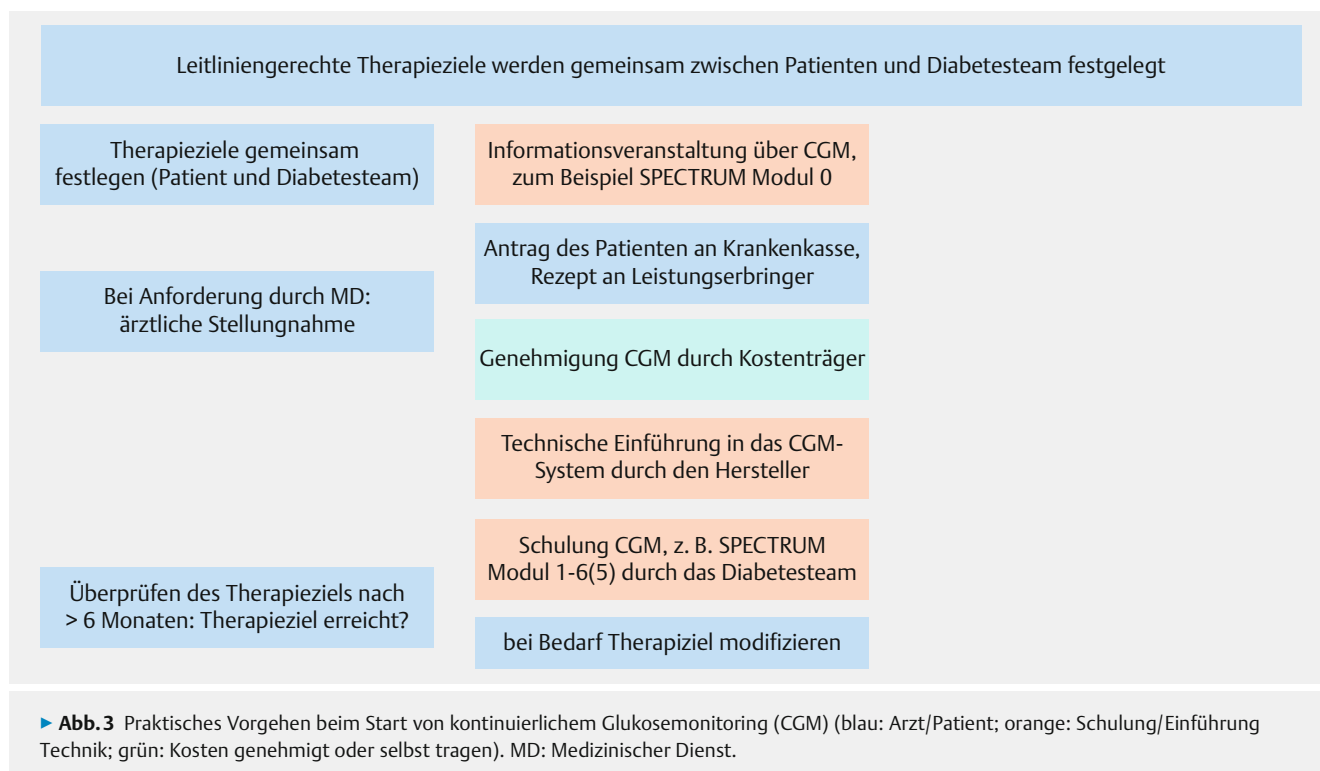 Leitliniengerechte Therapieziele werden gemeinsam zwischen Patienten und Diabetesteam festgelegt
Therapieziele gemeinsam
festlegen (Patient und Diabetesteam)
Informationsveranstaltung über CGM,
zum Beispiel SPECTRUM Modul 0
Antrag des Patienten an Krankenkasse,
Rezept an Leistungserbringer
Bei Anforderung durch MD:
ärztliche Stellungnahme
Genehmigung CGM durch Kostenträger
Technische Einführung in das CGM-
System durch den Hersteller
Schulung CGM, z. B. SPECTRUM
Modul 1-6(5) durch das Diabetesteam
Überprüfen des Therapieziels nach
> 6 Monaten: Therapieziel erreicht?
bei Bedarf Therapiziel modifizieren
▶ Abb. 3 Praktisches Vorgehen beim Start von kontinuierlichem Glukosemonitoring (CGM) (blau: Arzt/Patient; orange: Schulung/Einführung
Technik; grün: Kosten genehmigt oder selbst tragen). MD: Medizinischer Dienst.